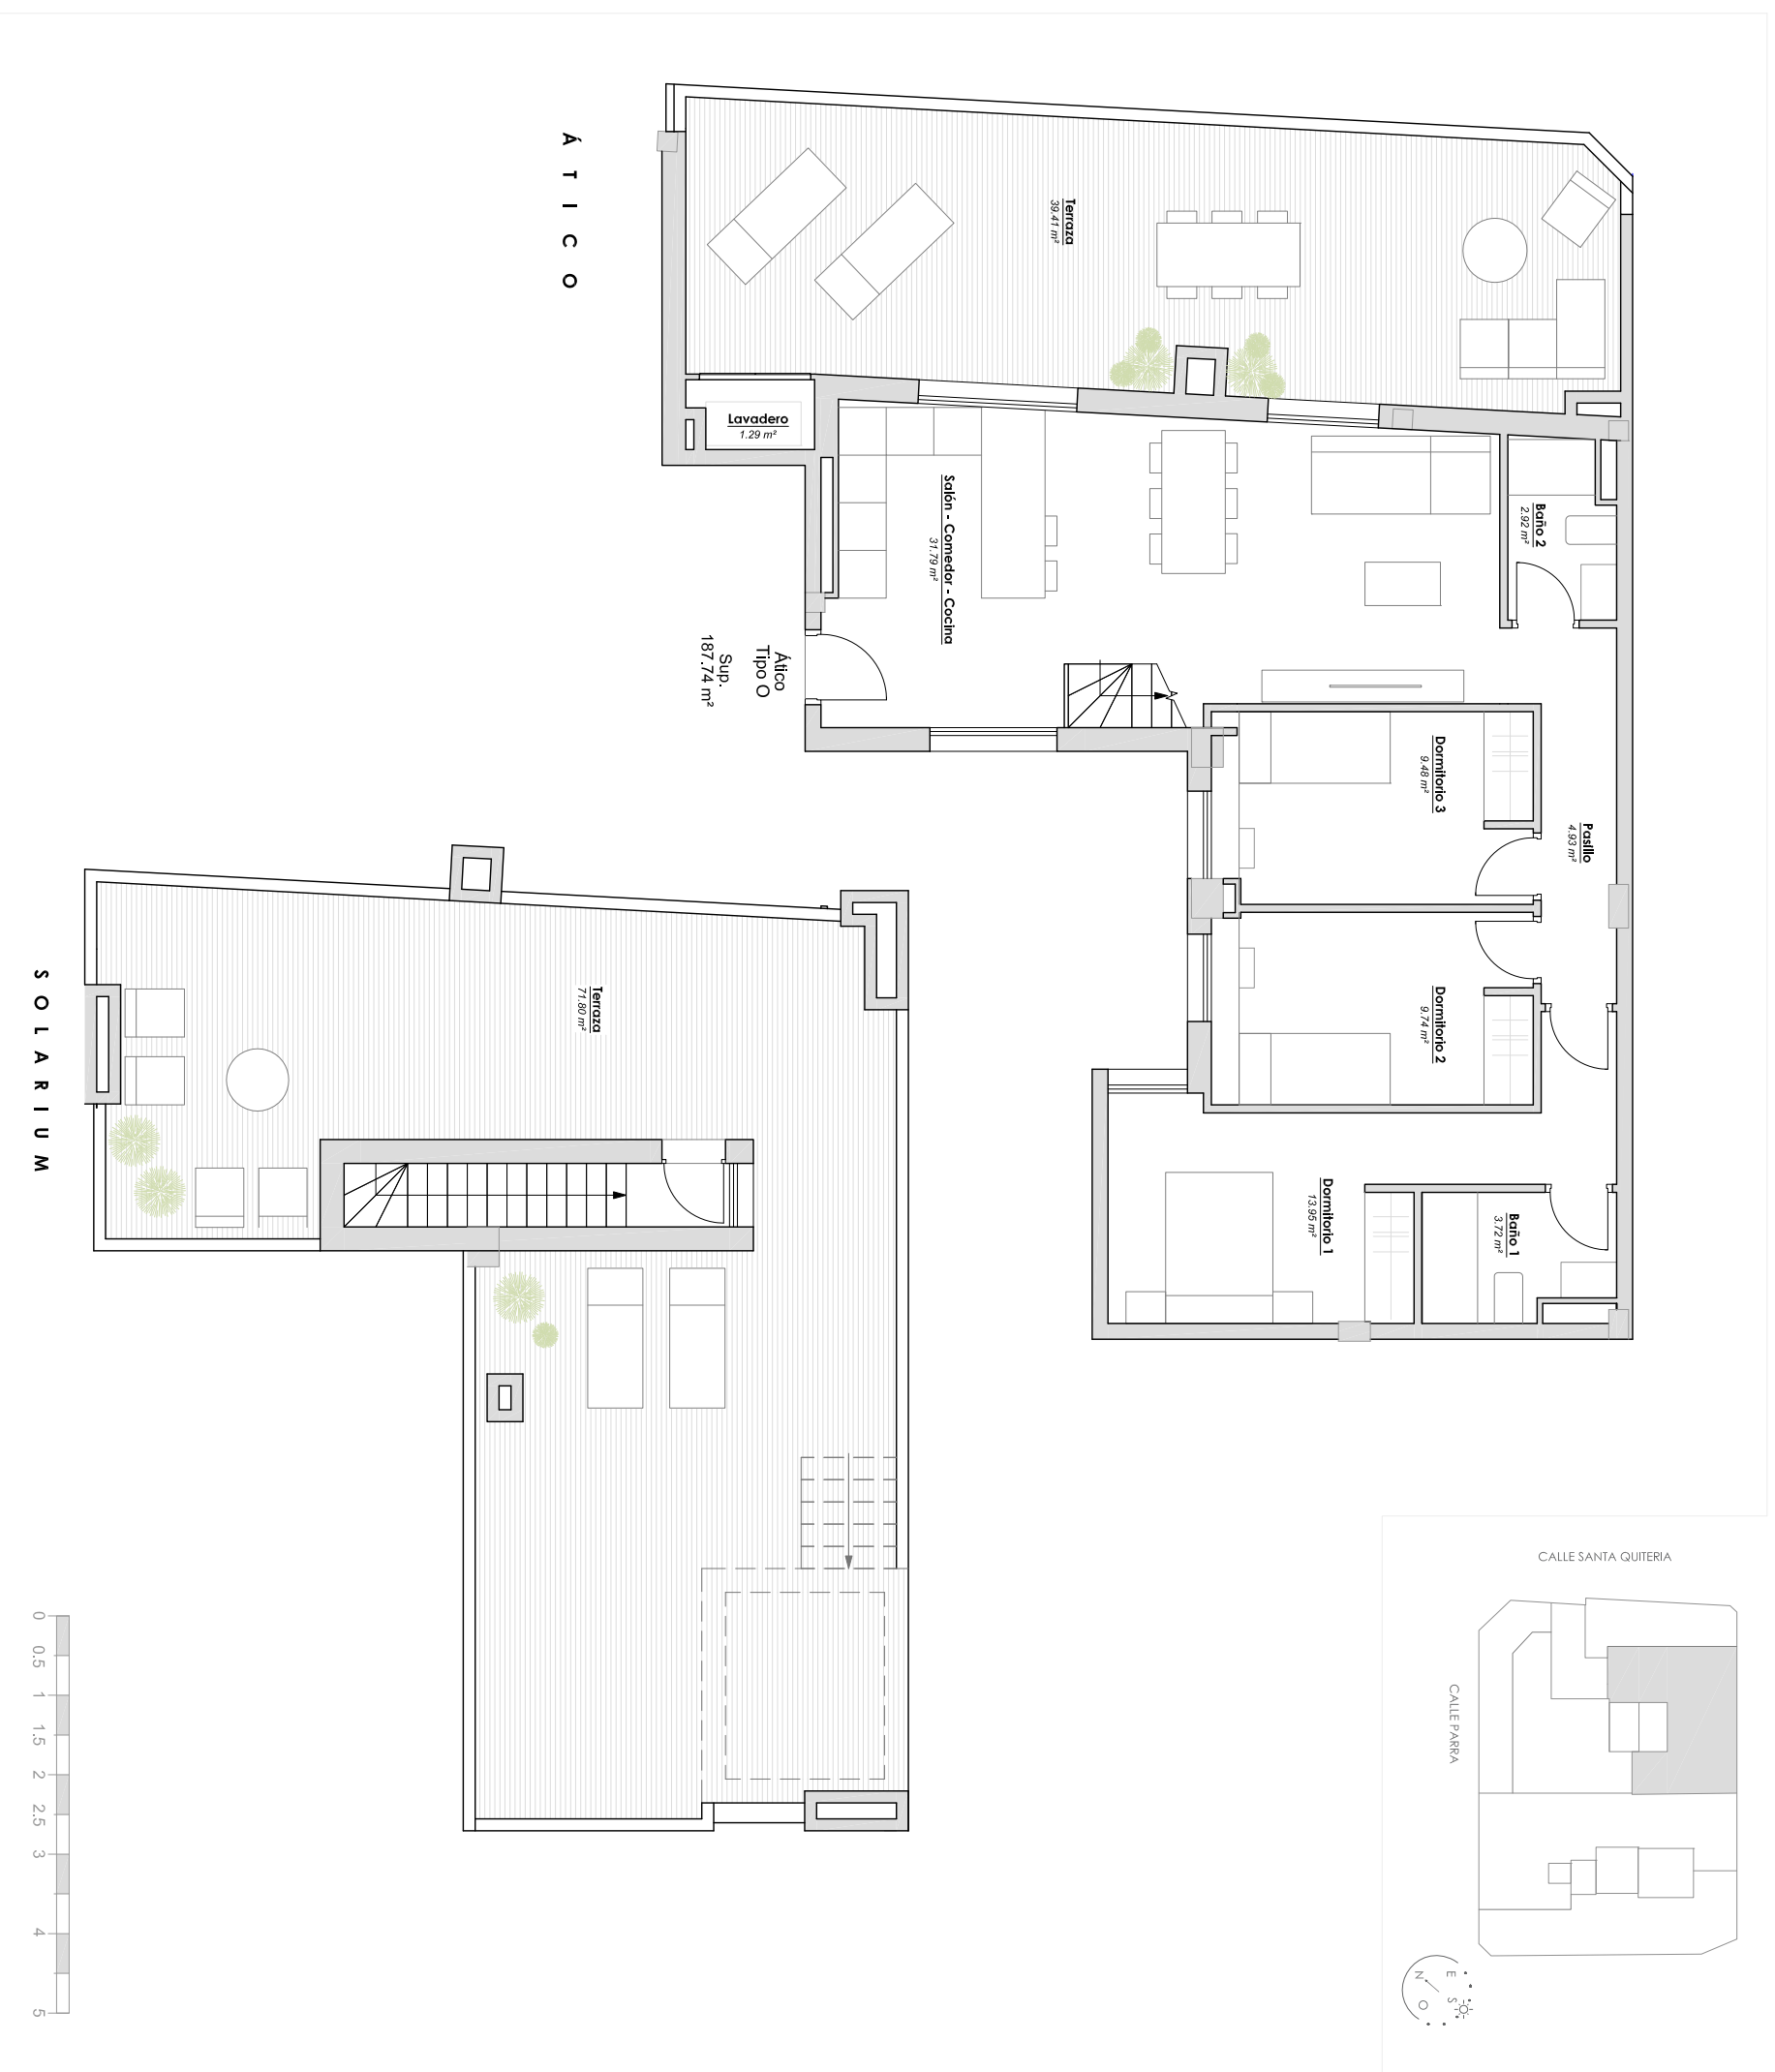 ÁTICO
Terraza
39.41 m²
Lavadero
1.29 m²
Salón - Comedor - Cocina
31.79 m²
Baño 2
2.92 m²
Ático
Tipo O
Sup.
187.74 m²
A
Dormitorio 3
9.48 m²
Pasillo
4.93 m²
Dormitorio 2
9.74 m²
Dormitorio 1
13.95 m²
Baño 1
3.72 m²
SOLARIUM
Terraza
71.80 m²
CALLE SANTA QUITERIA
CALLE PARRA
N
E
S
O
0 0.5 1 1.5 2 2.5 3 4 5